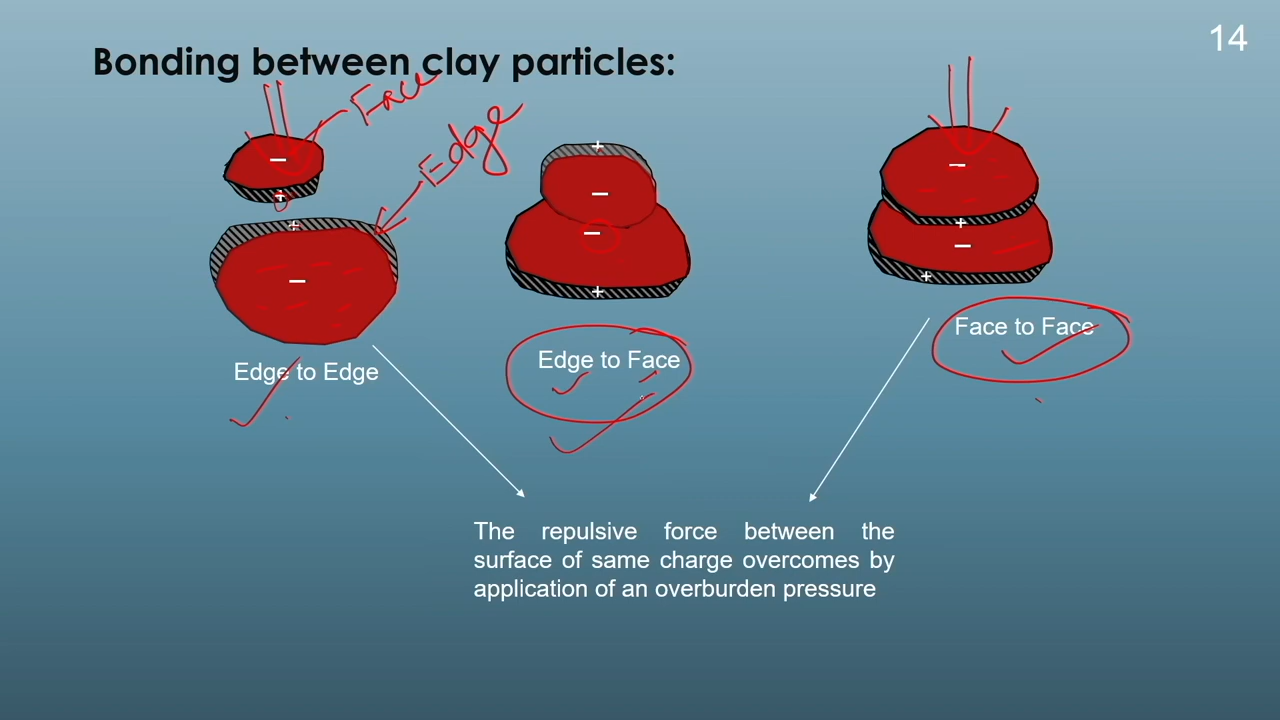 14
Bonding between clay particles:
Face
Edge
−
+
+
−
+
−
−
+
−
+
−
+
Edge to Edge
Edge to Face
Face to Face
The repulsive force between the
surface of same charge overcomes by
application of an overburden pressure